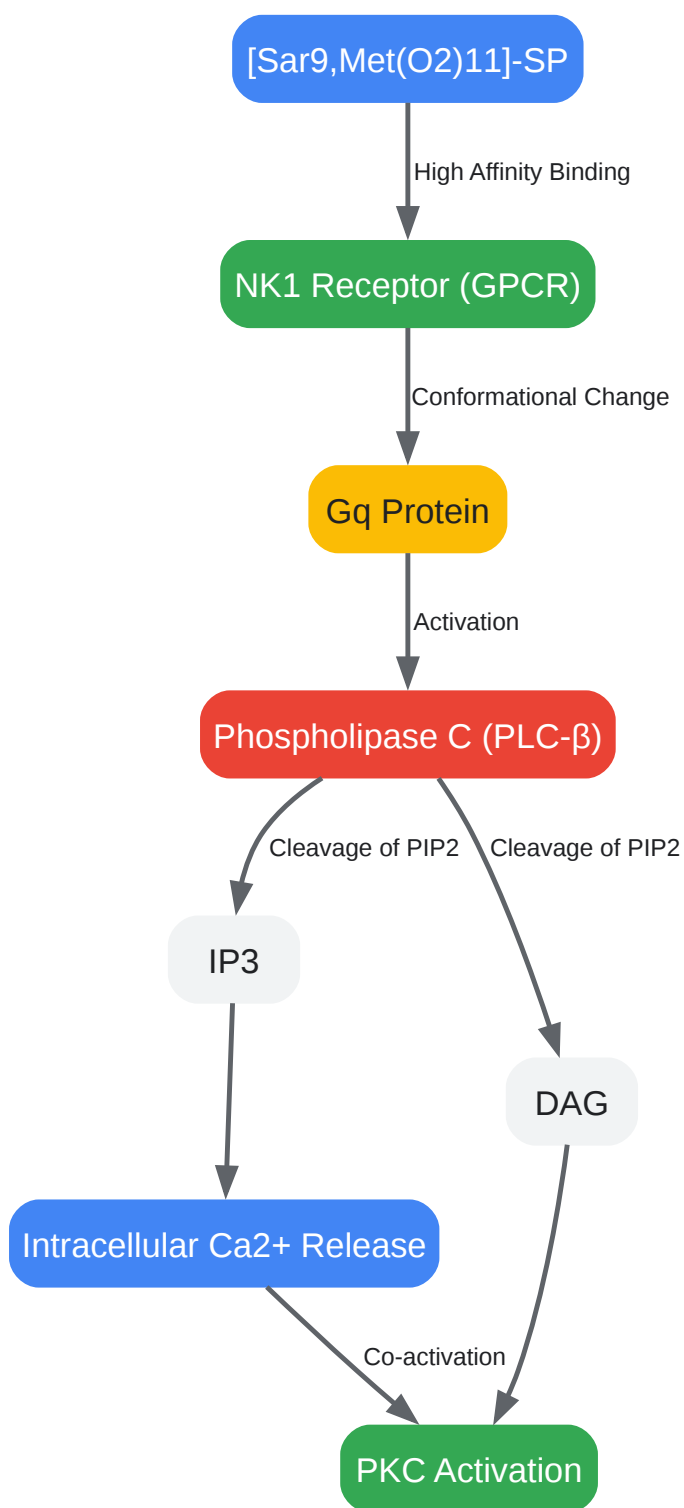 [Sar9,Met(O2)11]-SP
High Affinity Binding
NK1 Receptor (GPCR)
Conformational Change
Gq Protein
Activation
Phospholipase C (PLC-β)
Cleavage of PIP2
Cleavage of PIP2
IP3
DAG
Intracellular Ca2+ Release
Co-activation
PKC Activation